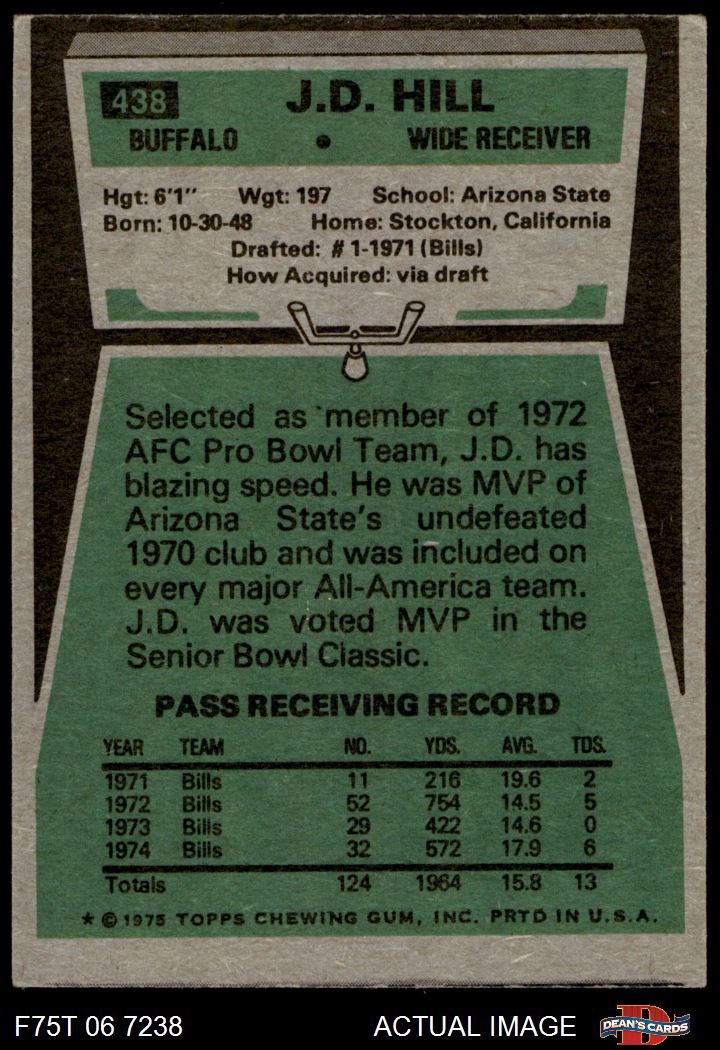 438
J.D. HILL
BUFFALO • WIDE RECEIVER
Hgt: 6'1" Wgt: 197 School: Arizona State
Born: 10-30-48 Home: Stockton, California
Drafted: #1-1971 (Bills)
How Acquired: via draft
Selected as member of 1972
AFC Pro Bowl Team, J.D. has
blazing speed. He was MVP of
Arizona State's undefeated
1970 club and was included on
every major All-America team.
J.D. was voted MVP in the
Senior Bowl Classic.
PASS RECEIVING RECORD
YEAR TEAM NO. YDS. AVG. TDS.
1971 Bills 11 216 19.6 2
1972 Bills 52 754 14.5 5
1973 Bills 29 422 14.6 0
1974 Bills 32 572 17.9 6
Totals 124 1964 15.8 13
* © 1975 TOPPS CHEWING GUM, INC. PRTD IN U.S.A.
F75T 06 7238 ACTUAL IMAGE
D
DEAN'S CARDS